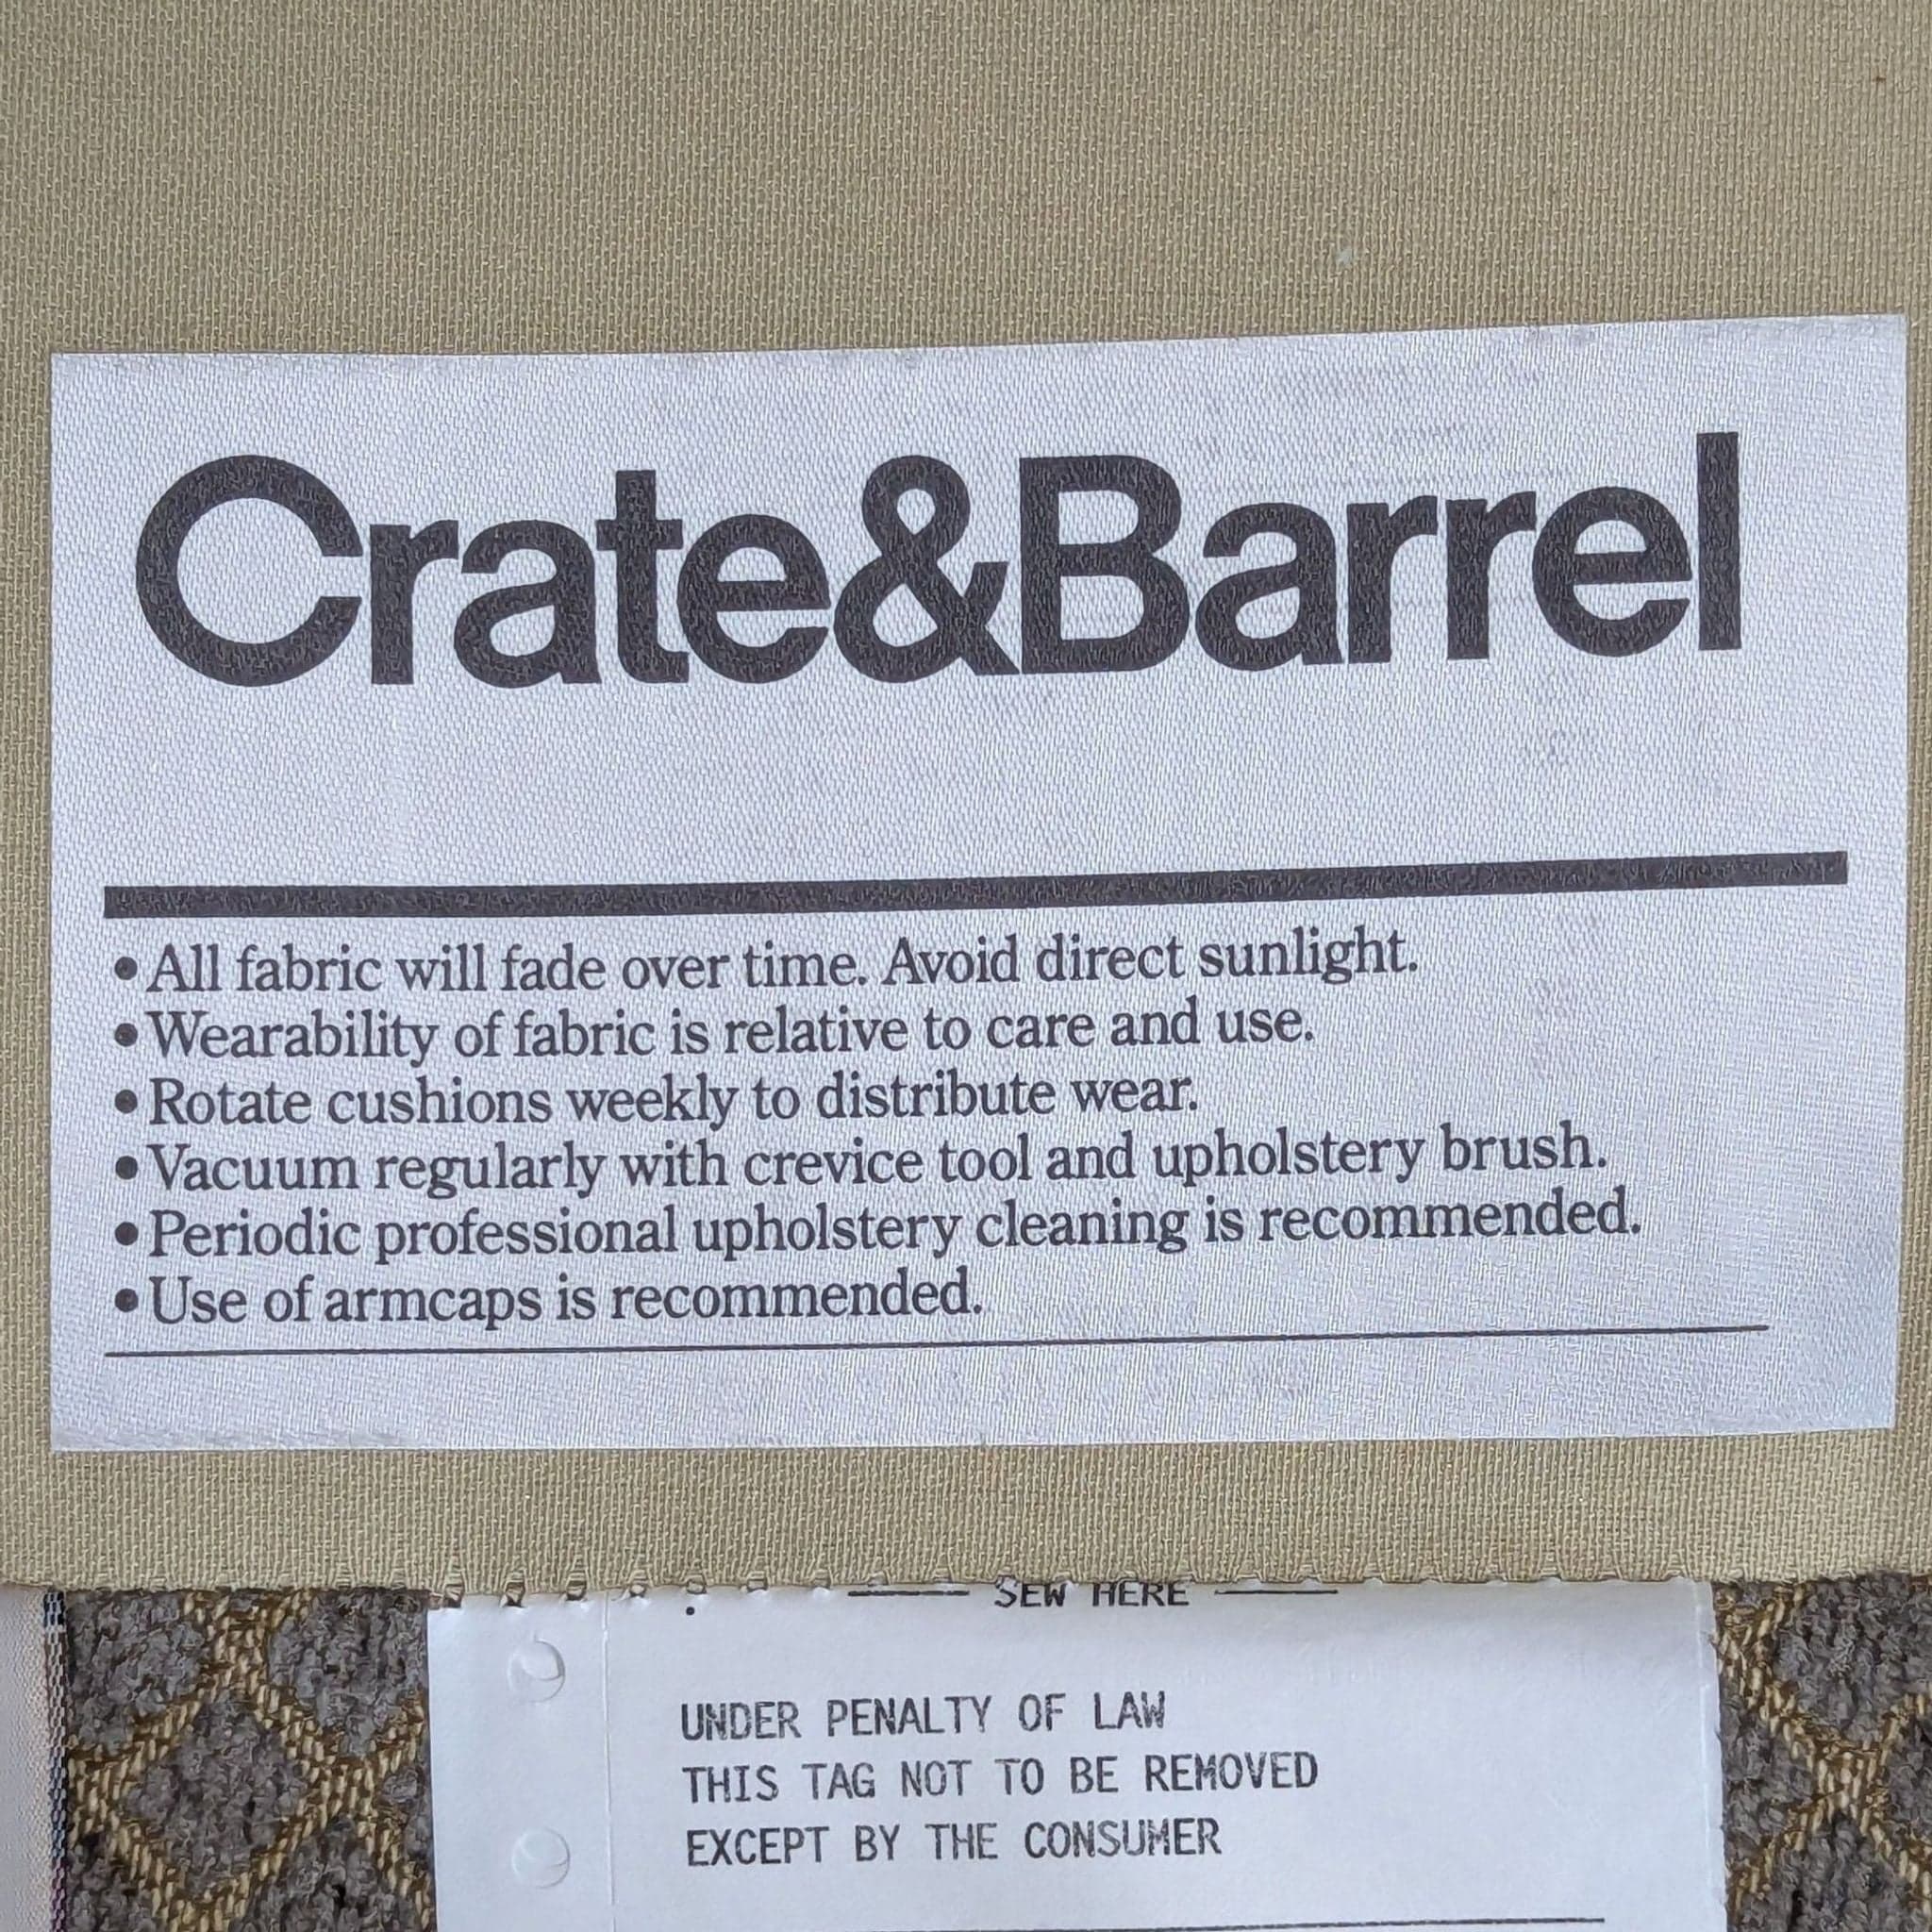 Crate&Barrel
• All fabric will fade over time. Avoid direct sunlight.
• Wearability of fabric is relative to care and use.
• Rotate cushions weekly to distribute wear.
• Vacuum regularly with crevice tool and upholstery brush.
• Periodic professional upholstery cleaning is recommended.
• Use of armcaps is recommended.
SEW HERE
UNDER PENALTY OF LAW
THIS TAG NOT TO BE REMOVED
EXCEPT BY THE CONSUMER